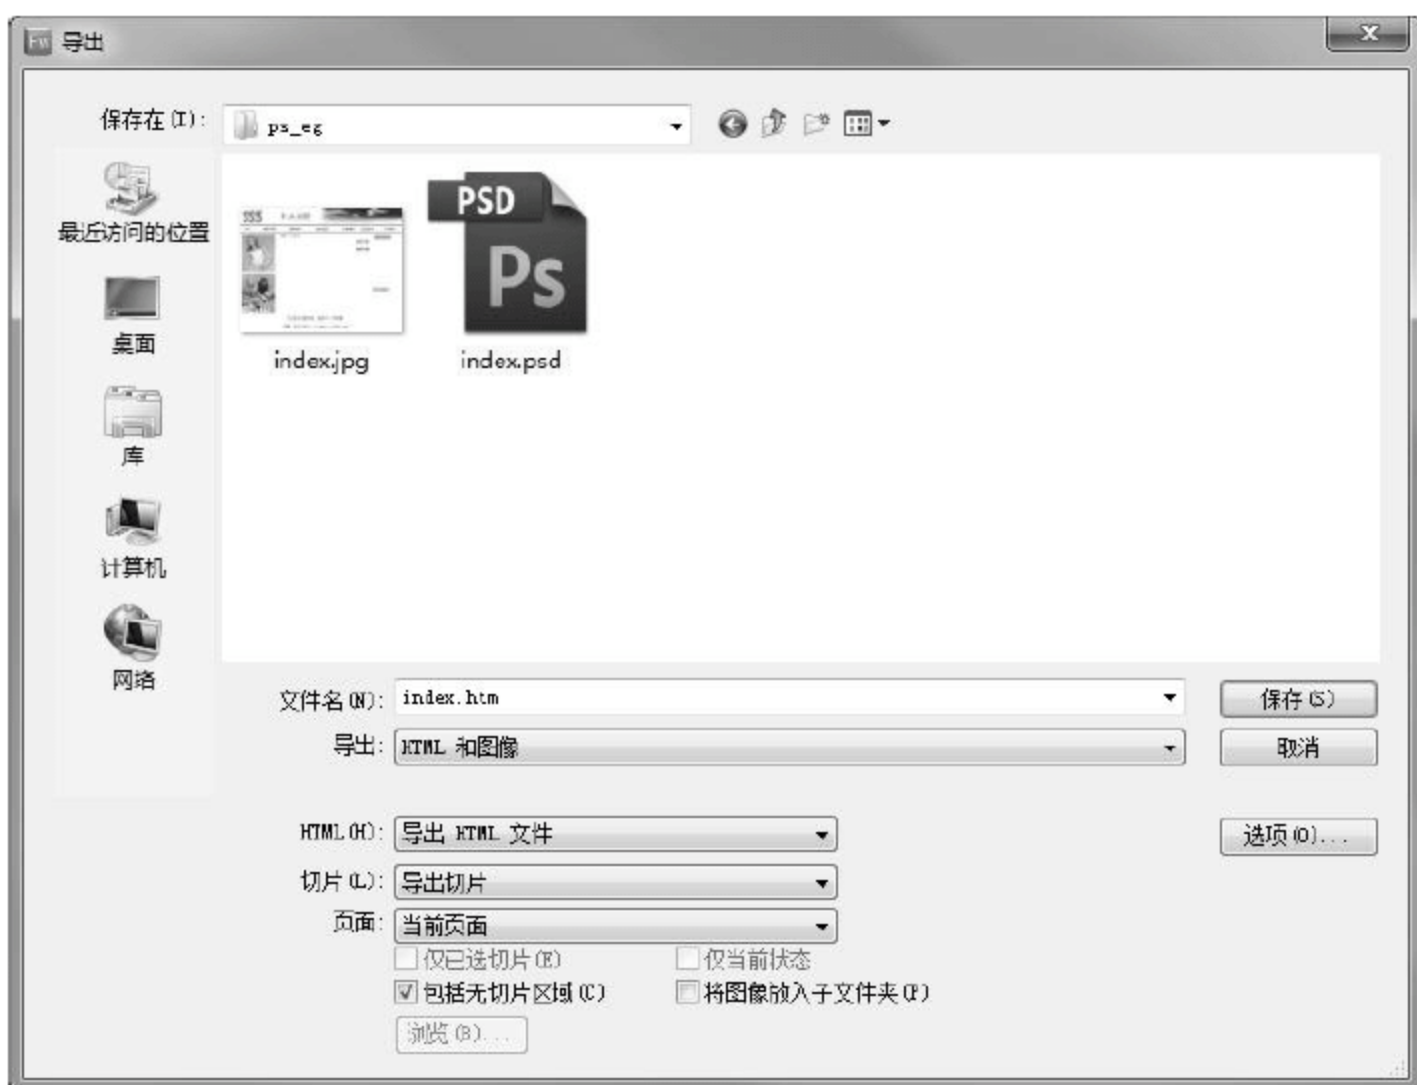 Fw 导出
保存在(I): ps_eg
最近访问的位置
桌面
库
计算机
网络
SSS
PSD
Ps
index.jpg
index.psd
文件名(N): index.htm
保存(S)
导出: HTML 和图像
取消
HTML(H): 导出 HTML 文件
选项(O)...
切片(L): 导出切片
页面: 当前页面
仅已选切片(E)
仅当前状态
包括无切片区域(C)
将图像放入子文件夹(P)
浏览(B)...